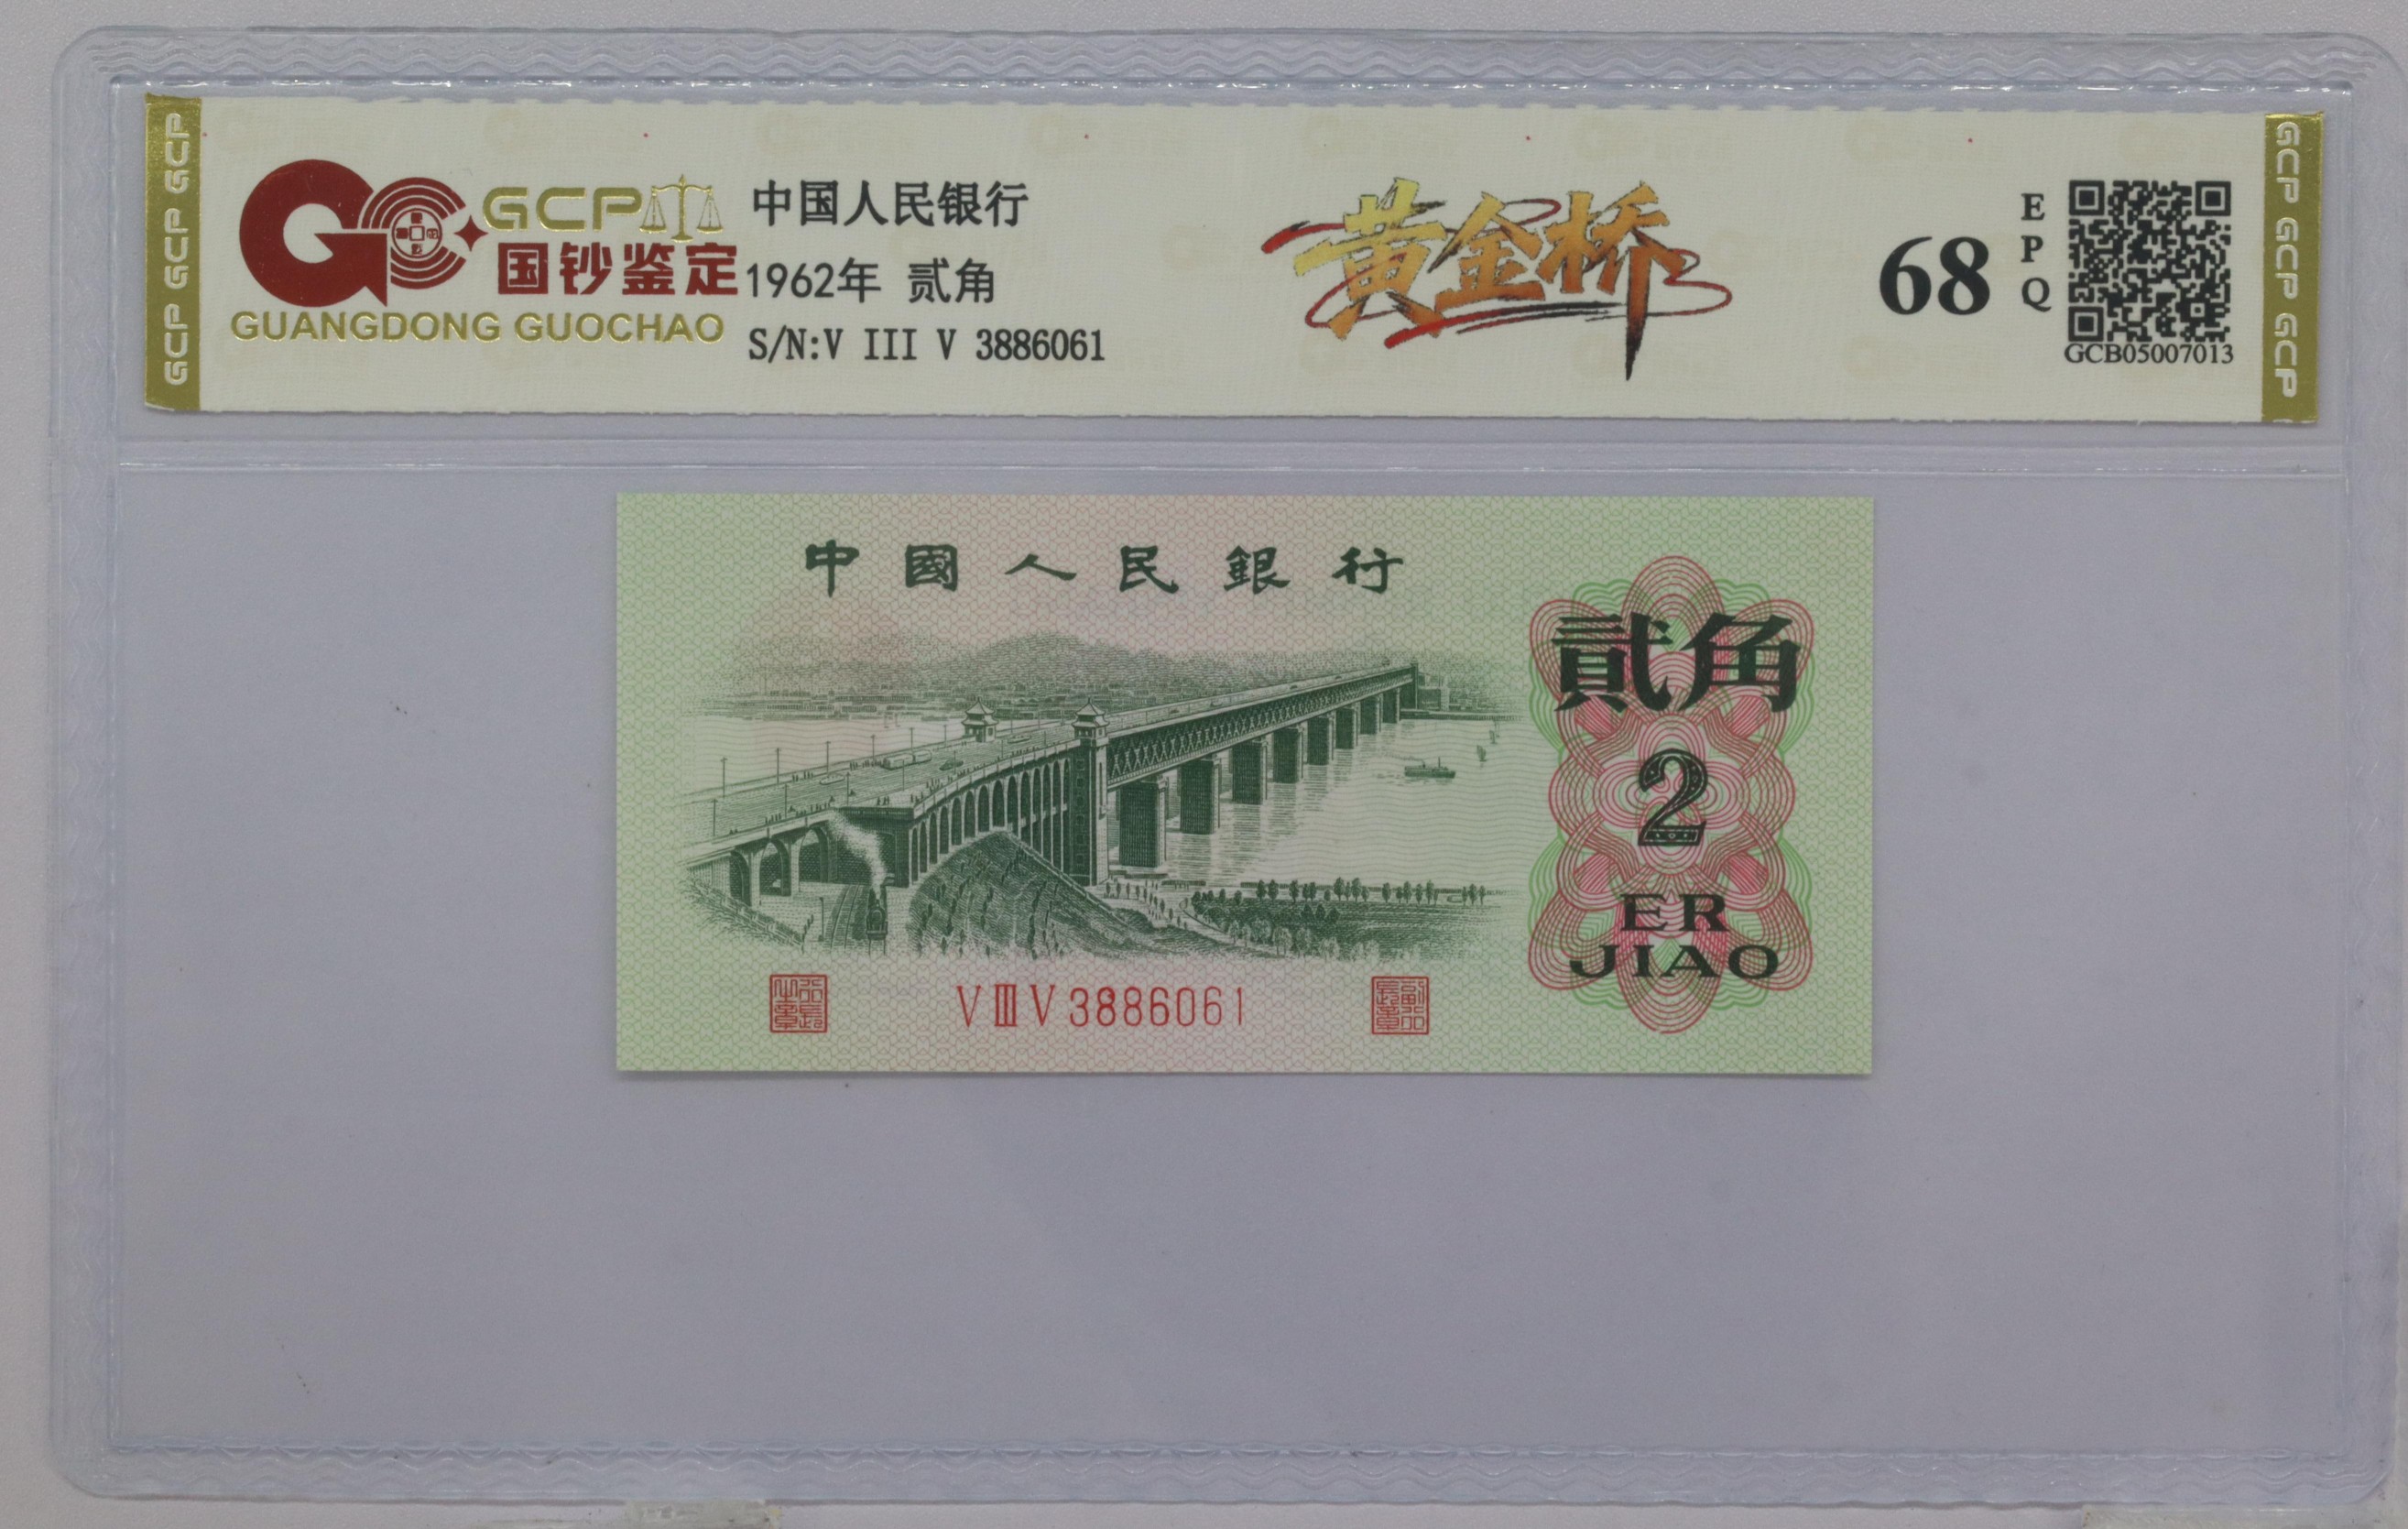 GCP GCP GCP
GCP
国钞鉴定
GUANGDONG GUOCHAO
中国人民银行
1962年 贰角
S/N:V III V 3886061
黄金桥
68
EPQ
GCB05007013
GCP GCP GCP
中國人民銀行
貳角
2
ER
JIAO
V III V 3886061